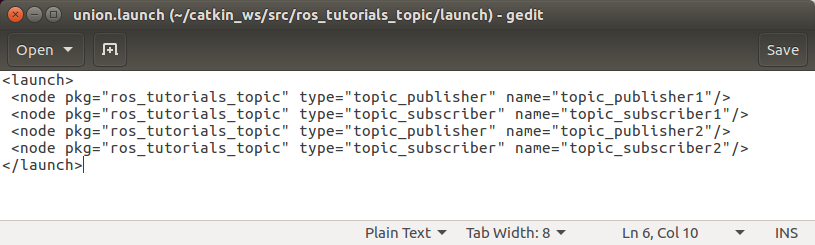 union.launch (~/catkin_ws/src/ros_tutorials_topic/launch) - gedit
Open Save
<launch>
 <node pkg="ros_tutorials_topic" type="topic_publisher" name="topic_publisher1"/>
 <node pkg="ros_tutorials_topic" type="topic_subscriber" name="topic_subscriber1"/>
 <node pkg="ros_tutorials_topic" type="topic_publisher" name="topic_publisher2"/>
 <node pkg="ros_tutorials_topic" type="topic_subscriber" name="topic_subscriber2"/>
</launch>
Plain Text Tab Width: 8 Ln 6, Col 10 INS